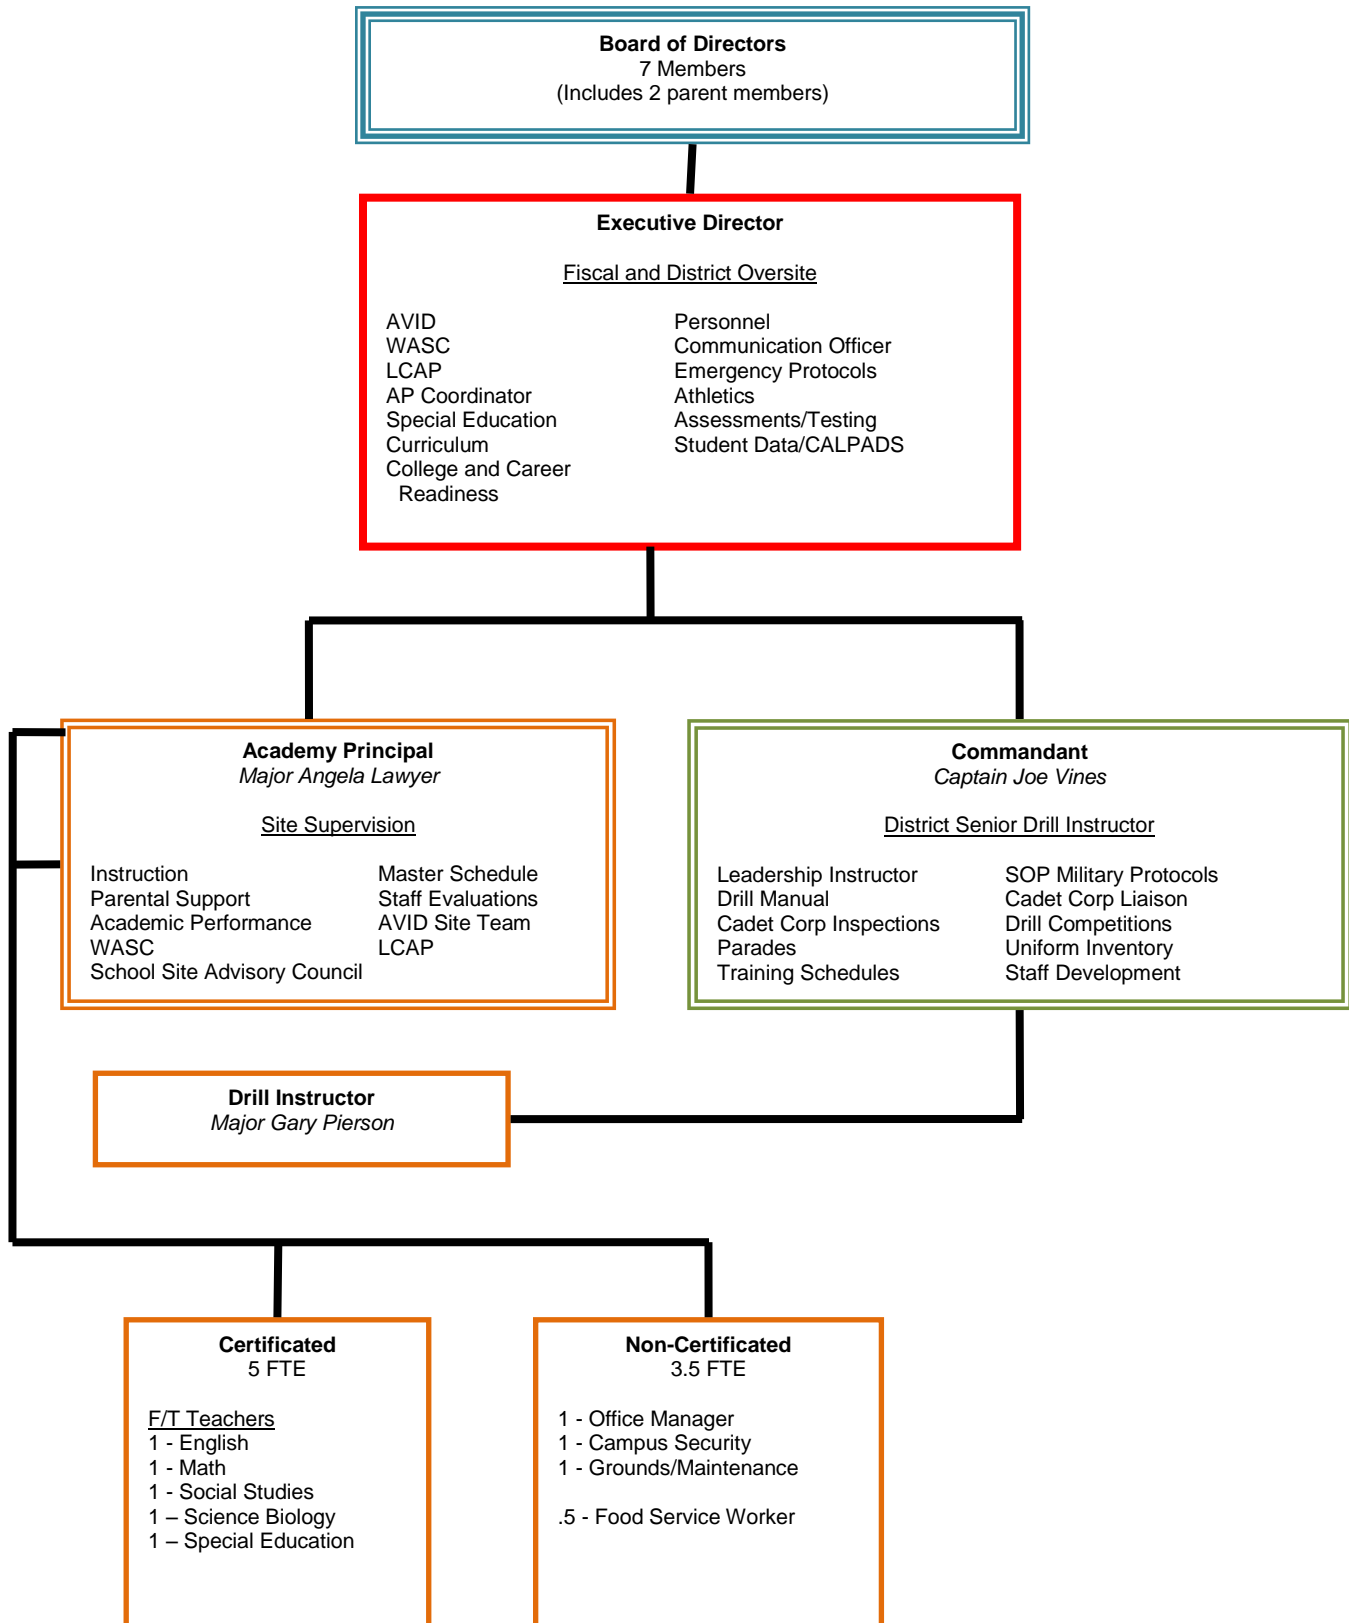 Board of Directors
7 Members
(Includes 2 parent members)
Executive Director
Fiscal and District Oversite
AVID
WASC
LCAP
AP Coordinator
Special Education
Curriculum
College and Career
Readiness
Personnel
Communication Officer
Emergency Protocols
Athletics
Assessments/Testing
Student Data/CALPADS
Academy Principal
Major Angela Lawyer
Site Supervision
Instruction
Parental Support
Academic Performance
WASC
School Site Advisory Council
Master Schedule
Staff Evaluations
AVID Site Team
LCAP
Commandant
Captain Joe Vines
District Senior Drill Instructor
Leadership Instructor
Drill Manual
Cadet Corp Inspections
Parades
Training Schedules
SOP Military Protocols
Cadet Corp Liaison
Drill Competitions
Uniform Inventory
Staff Development
Drill Instructor
Major Gary Pierson
Certificated
5 FTE
F/T Teachers
1 - English
1 - Math
1 - Social Studies
1 – Science Biology
1 – Special Education
Non-Certificated
3.5 FTE
1 - Office Manager
1 - Campus Security
1 - Grounds/Maintenance
.5 - Food Service Worker